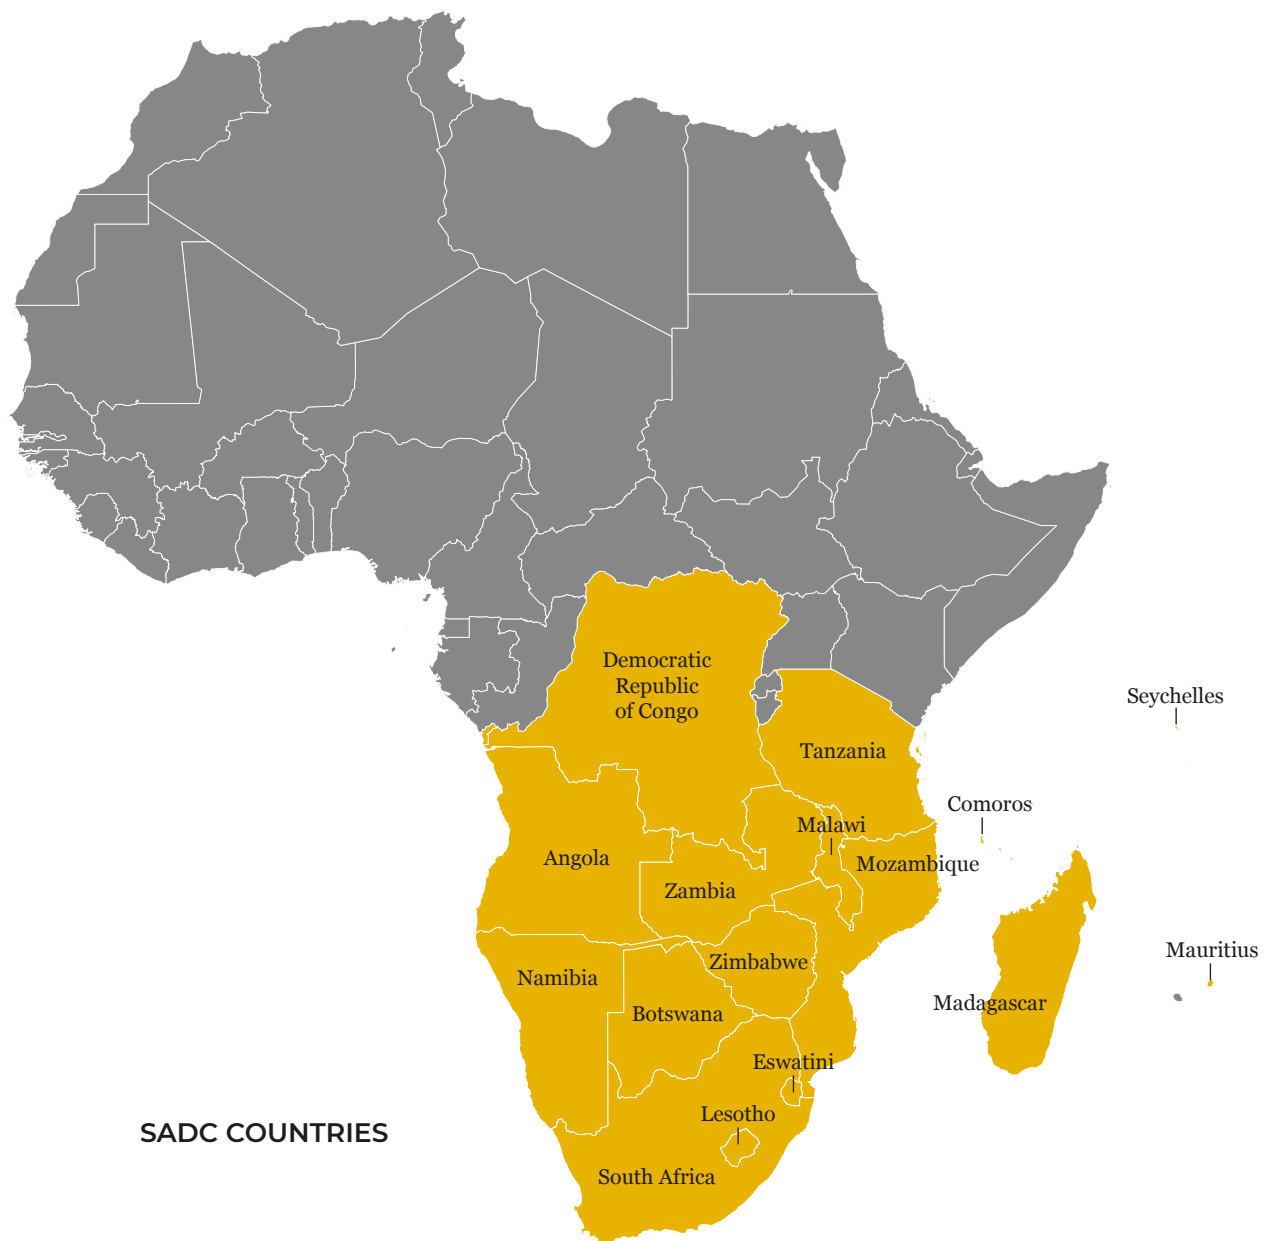 Democratic
Republic
of Congo
Seychelles
Tanzania
Comoros
Malawi
Angola
Mozambique
Zambia
Mauritius
Zimbabwe
Namibia
Madagascar
Botswana
Eswatini
Lesotho
SADC COUNTRIES
South Africa